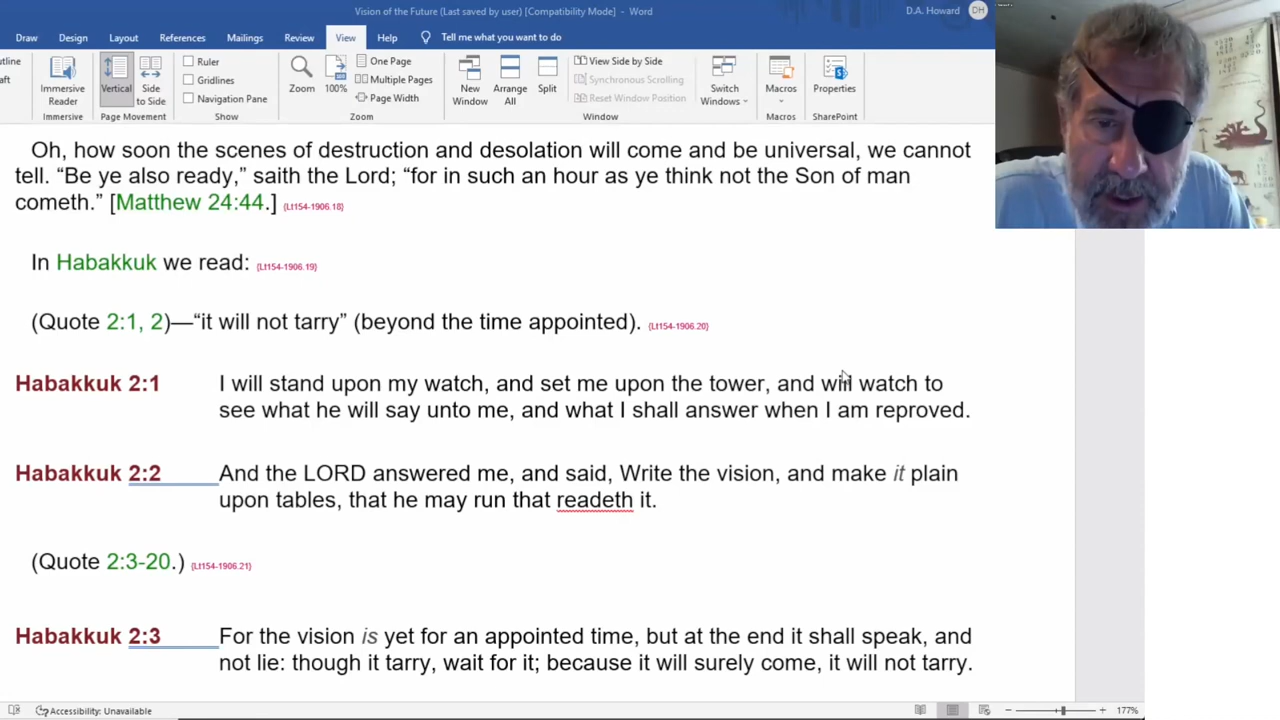 Vision of the Future (Last saved by user) [Compatibility Mode] - Word
D.A. Howard
DH
Draw Design Layout References Mailings Review View Help Tell me what you want to do
Immersive Reader
Immersive
Vertical
Side to Side
Page Movement
Ruler
Gridlines
Navigation Pane
Show
Zoom
100%
One Page
Multiple Pages
Page Width
Zoom
New Window
Arrange All
Split
View Side by Side
Synchronous Scrolling
Reset Window Position
Window
Switch Windows
Macros
Macros
Properties
SharePoint
Oh, how soon the scenes of destruction and desolation will come and be universal, we cannot
tell. “Be ye also ready,” saith the Lord; “for in such an hour as ye think not the Son of man
cometh.” [Matthew 24:44.] {Lt154-1906.18}
In Habakkuk we read: {Lt154-1906.19}
(Quote 2:1, 2)—“it will not tarry” (beyond the time appointed). {Lt154-1906.20}
Habakkuk 2:1 I will stand upon my watch, and set me upon the tower, and will watch to
see what he will say unto me, and what I shall answer when I am reproved.
Habakkuk 2:2 And the LORD answered me, and said, Write the vision, and make it plain
upon tables, that he may run that readeth it.
(Quote 2:3-20.) {Lt154-1906.21}
Habakkuk 2:3 For the vision is yet for an appointed time, but at the end it shall speak, and
not lie: though it tarry, wait for it; because it will surely come, it will not tarry.
Accessibility: Unavailable
177%